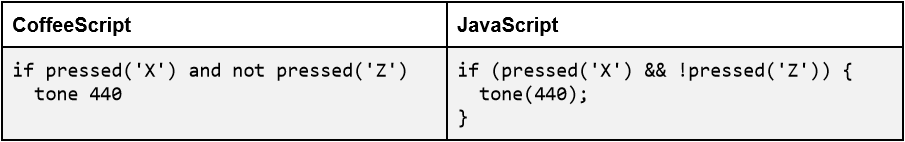 CoffeeScript
if pressed('X') and not pressed('Z')
  tone 440
JavaScript
if (pressed('X') && !pressed('Z')) {
  tone(440);
}